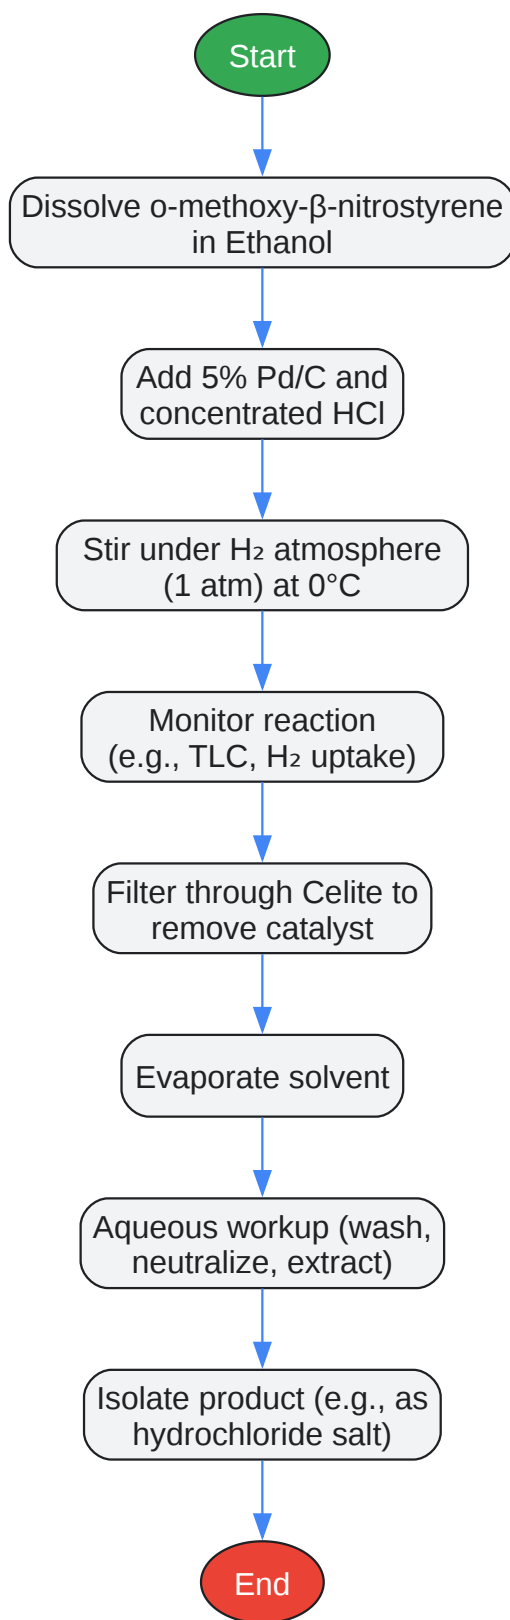 Start
Dissolve o-methoxy-β-nitrostyrene
in Ethanol
Add 5% Pd/C and
concentrated HCl
Stir under H₂ atmosphere
(1 atm) at 0°C
Monitor reaction
(e.g., TLC, H₂ uptake)
Filter through Celite to
remove catalyst
Evaporate solvent
Aqueous workup (wash,
neutralize, extract)
Isolate product (e.g., as
hydrochloride salt)
End